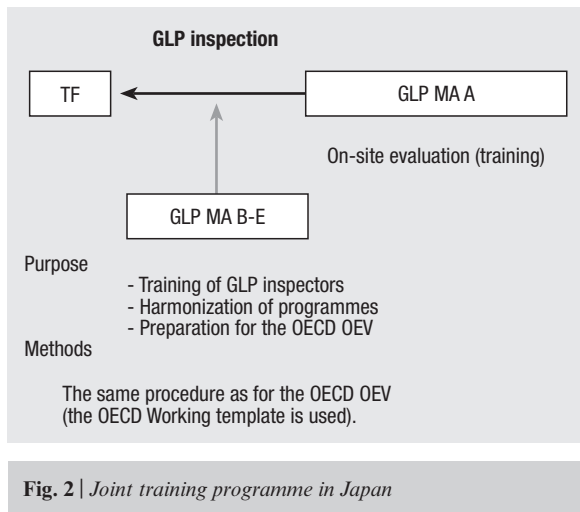 GLP inspection
TF
GLP MA A
On-site evaluation (training)
GLP MA B-E
Purpose
- Training of GLP inspectors
- Harmonization of programmes
- Preparation for the OECD OEV
Methods
The same procedure as for the OECD OEV
(the OECD Working template is used).
Fig. 2 | Joint training programme in Japan